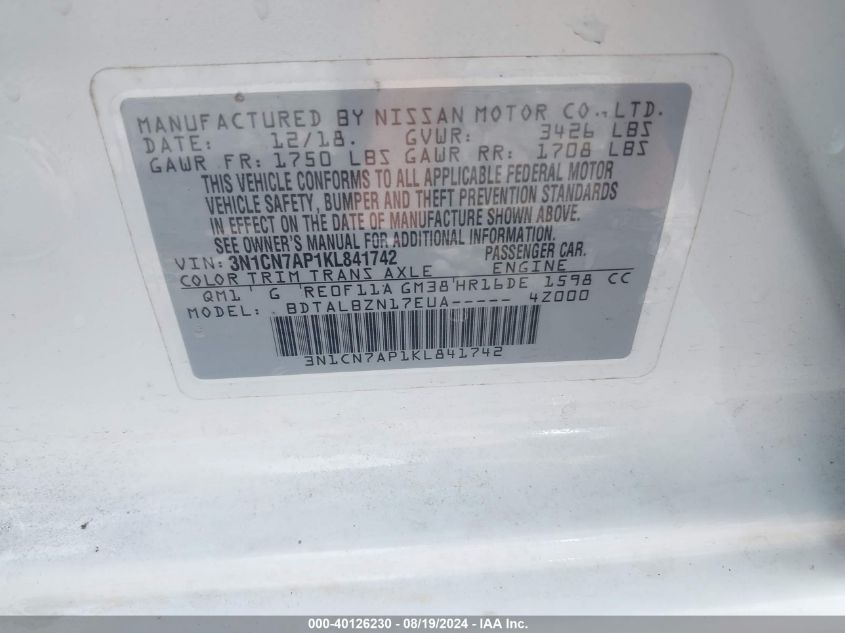 MANUFACTURED BY NISSAN MOTOR CO., LTD.
DATE: 12/18. GVWR: 3426 LBS
GAWR FR: 1750 LBS GAWR RR: 1708 LBS
THIS VEHICLE CONFORMS TO ALL APPLICABLE FEDERAL MOTOR
VEHICLE SAFETY, BUMPER AND THEFT PREVENTION STANDARDS
IN EFFECT ON THE DATE OF MANUFACTURE SHOWN ABOVE.
SEE OWNER'S MANUAL FOR ADDITIONAL INFORMATION.
VIN: 3N1CN7AP1KL841742 PASSENGER CAR.
COLOR TRIM TRANS AXLE ENGINE
QM1 G RE0F11A GM38 HR16DE 1598 CC
MODEL: BDTALBZN17EUA----- 4Z000
3N1CN7AP1KL841742
000-40126230 - 08/19/2024 - IAA Inc.